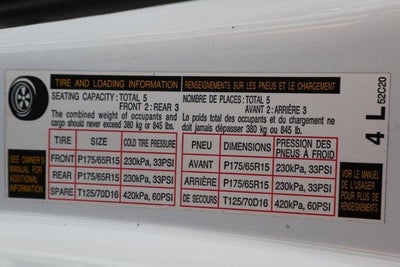 TIRE AND LOADING INFORMATION
SEATING CAPACITY : TOTAL 5
FRONT 2 : REAR 3
The combined weight of occupants and
cargo should never exceed 380 kg or 845 lbs.
RENSEIGNEMENTS SUR LES PNEUS ET LE CHARGEMENT
NOMBRE DE PLACES : TOTAL 5
AVANT 2 : ARRIÈRE 3
Le poids total des occupants et du chargement ne
doit jamais dépasser 380 kg ou 845 lb.
SEE OWNER'S
MANUAL FOR
ADDITIONAL
INFORMATION
TIRE SIZE COLD TIRE PRESSURE
FRONT P175/65R15 230kPa, 33PSI
REAR P175/65R15 230kPa, 33PSI
SPARE T125/70D16 420kPa, 60PSI
PNEU DIMENSIONS PRESSION DES
PNEUS À FROID
AVANT P175/65R15 230kPa, 33PSI
ARRIÈRE P175/65R15 230kPa, 33PSI
DE SECOURS T125/70D16 420kPa, 60PSI
VOIR LE MANUEL
DE L'USAGER
POUR PLUS DE
RENSEIGNEMENTS
4 L
52C20